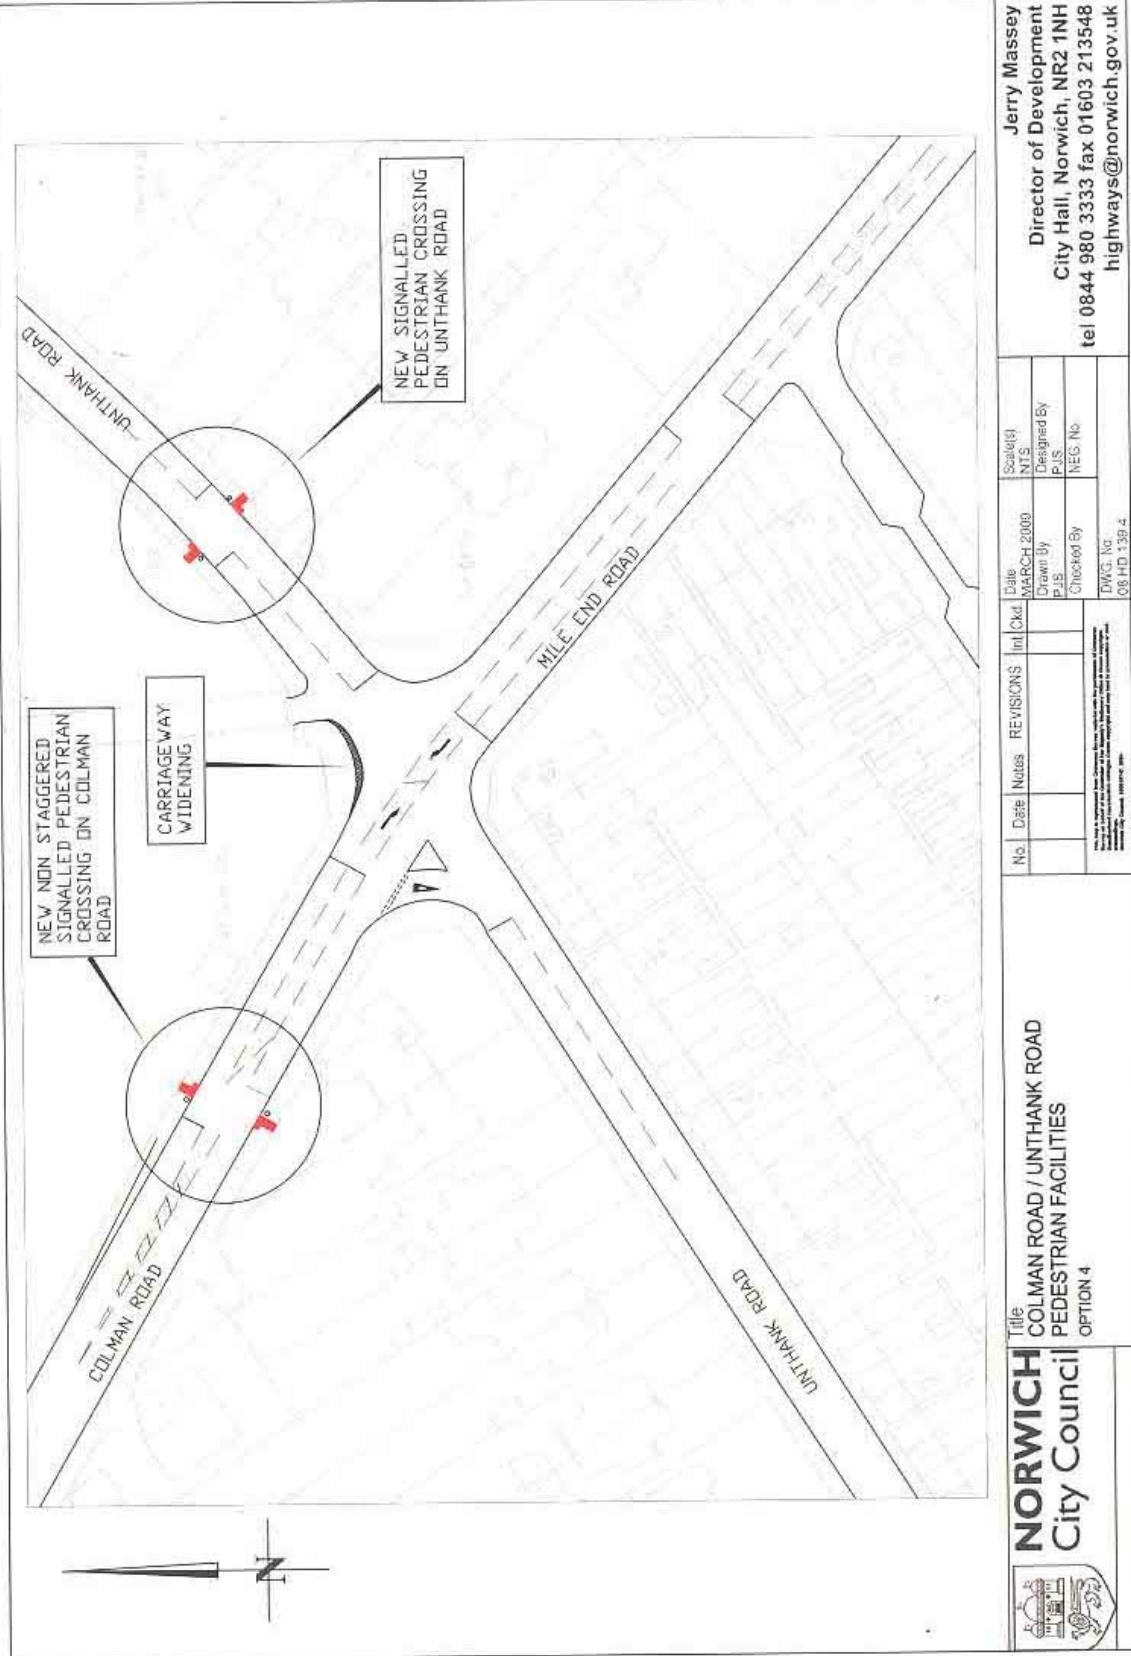 NEW NON STAGGERED
SIGNALLED PEDESTRIAN
CROSSING ON COLMAN
ROAD
CARRIAGEWAY
WIDENING
UNTHANK ROAD
NEW SIGNALLED
PEDESTRIAN CROSSING
ON UNTHANK ROAD
COLMAN ROAD
MILE END ROAD
UNTHANK ROAD
N
NORWICH
City Council
Title
COLMAN ROAD / UNTHANK ROAD
PEDESTRIAN FACILITIES
OPTION 4
No. Date Notes REVISIONS Int Ckd.
Date
MARCH 2009
Scale(s)
NTS
Drawn By
PJS
Designed By
PJS
Checked By
NEG. No
DWG. No.
08 HD 139 4
Jerry Massey
Director of Development
City Hall, Norwich, NR2 1NH
tel 0844 980 3333 fax 01603 213548
highways@norwich.gov.uk